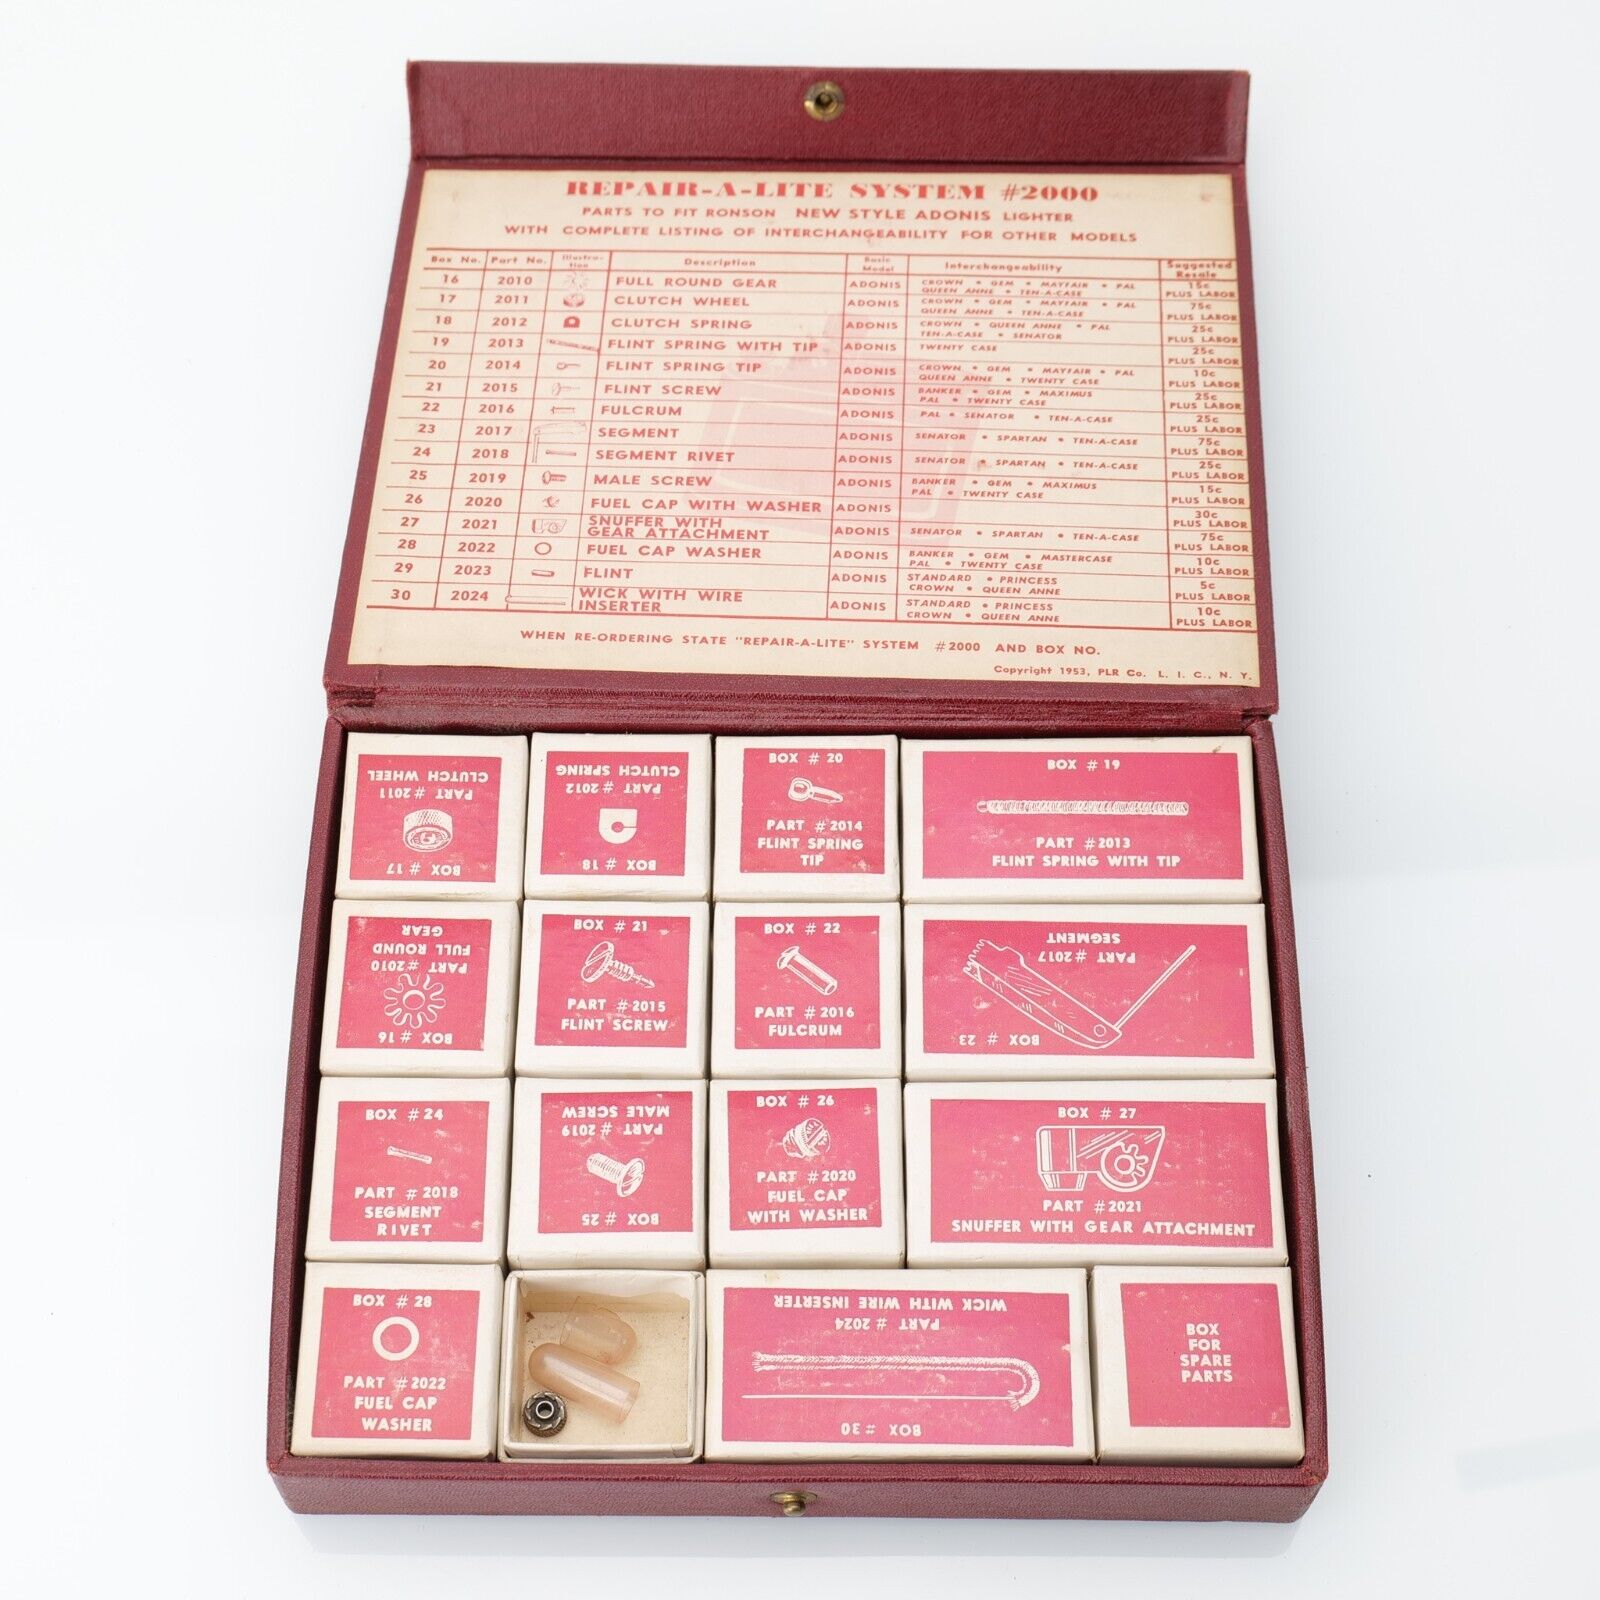 REPAIR-A-LITE SYSTEM #2000
PARTS TO FIT RONSON NEW STYLE ADONIS LIGHTER
WITH COMPLETE LISTING OF INTERCHANGEABILITY FOR OTHER MODELS
Box No. Part No. Illustra-tion Description Basic Model Interchangeability Suggested Resale
16 2010 FULL ROUND GEAR ADONIS CROWN • GEM • MAYFAIR • PAL 15c
QUEEN ANNE • TEN-A-CASE PLUS LABOR
17 2011 CLUTCH WHEEL ADONIS CROWN • GEM • MAYFAIR • PAL 75c
QUEEN ANNE • TEN-A-CASE PLUS LABOR
18 2012 CLUTCH SPRING ADONIS CROWN • QUEEN ANNE • PAL 25c
TEN-A-CASE • SENATOR PLUS LABOR
19 2013 FLINT SPRING WITH TIP ADONIS TWENTY CASE 25c
PLUS LABOR
20 2014 FLINT SPRING TIP ADONIS CROWN • GEM • MAYFAIR • PAL 10c
QUEEN ANNE • TWENTY CASE PLUS LABOR
21 2015 FLINT SCREW ADONIS BANKER • GEM • MAXIMUS 25c
PAL • TWENTY CASE PLUS LABOR
22 2016 FULCRUM ADONIS PAL • SENATOR • TEN-A-CASE 25c
PLUS LABOR
23 2017 SEGMENT ADONIS SENATOR • SPARTAN • TEN-A-CASE 75c
PLUS LABOR
24 2018 SEGMENT RIVET ADONIS SENATOR • SPARTAN • TEN-A-CASE 25c
PLUS LABOR
25 2019 MALE SCREW ADONIS BANKER • GEM • MAXIMUS 15c
PAL • TWENTY CASE PLUS LABOR
26 2020 FUEL CAP WITH WASHER ADONIS 30c
PLUS LABOR
27 2021 SNUFFER WITH ADONIS SENATOR • SPARTAN • TEN-A-CASE 75c
GEAR ATTACHMENT PLUS LABOR
28 2022 FUEL CAP WASHER ADONIS BANKER • GEM • MASTERCASE 10c
PAL • TWENTY CASE PLUS LABOR
29 2023 FLINT ADONIS STANDARD • PRINCESS 5c
CROWN • QUEEN ANNE PLUS LABOR
30 2024 WICK WITH WIRE ADONIS STANDARD • PRINCESS 10c
INSERTER CROWN • QUEEN ANNE PLUS LABOR
WHEN RE-ORDERING STATE "REPAIR-A-LITE" SYSTEM #2000 AND BOX NO.
Copyright 1953, PLR Co. L. I. C., N. Y.
BOX # 17
PART # 2011
CLUTCH WHEEL
BOX # 18
PART # 2012
CLUTCH SPRING
BOX # 20
PART #2014
FLINT SPRING
TIP
BOX # 19
PART #2013
FLINT SPRING WITH TIP
BOX # 16
PART #2010
FULL ROUND
GEAR
BOX # 21
PART #2015
FLINT SCREW
BOX # 22
PART #2016
FULCRUM
BOX # 23
PART #2017
SEGMENT
BOX # 24
PART #2018
SEGMENT
RIVET
BOX # 25
PART # 2019
MALE SCREW
BOX # 26
PART #2020
FUEL CAP
WITH WASHER
BOX # 27
PART #2021
SNUFFER WITH GEAR ATTACHMENT
BOX # 28
PART #2022
FUEL CAP
WASHER
BOX #30
PART # 2024
WICK WITH WIRE INSERTER
BOX
FOR
SPARE
PARTS